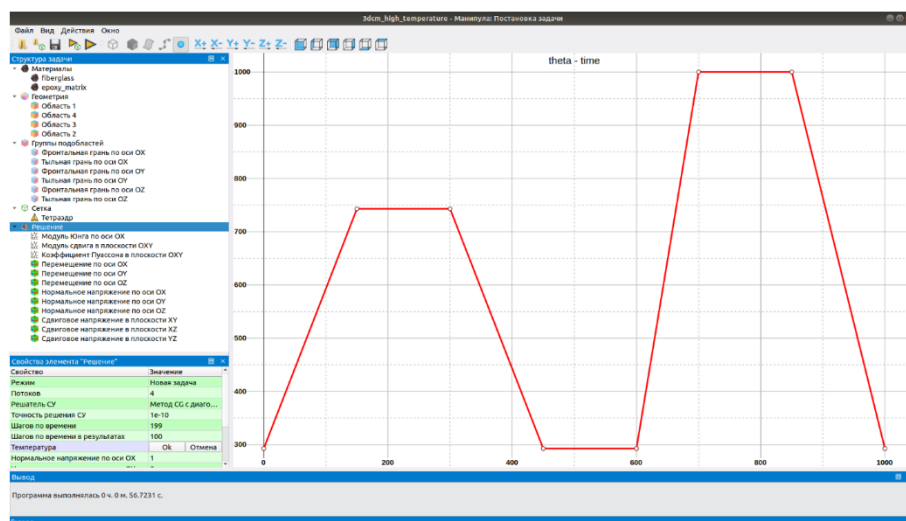 3dcm_high_temperature - Манипула: Постановка задачи
Файл Вид Действия Окно
X+ X- Y+ Y- Z+ Z-
Структура задачи
Материалы
fiberglass
epoxy_matrix
Геометрия
Область 1
Область 4
Область 3
Область 2
Группы подобластей
Фронтальная грань по оси OX
Тыльная грань по оси OX
Фронтальная грань по оси OY
Тыльная грань по оси OY
Фронтальная грань по оси OZ
Тыльная грань по оси OZ
Сетка
Тетраэдр
Решение
Модуль Юнга по оси OX
Модуль сдвига в плоскости OXY
Коэффициент Пуассона в плоскости OXY
Перемещение по оси OX
Перемещение по оси OY
Перемещение по оси OZ
Нормальное напряжение по оси OX
Нормальное напряжение по оси OY
Нормальное напряжение по оси OZ
Сдвиговое напряжение в плоскости XY
Сдвиговое напряжение в плоскости XZ
Сдвиговое напряжение в плоскости YZ
Свойства элемента "Решение"
Свойство Значение
Режим Новая задача
Потоков 4
Решатель СУ Метод CG с диаго...
Точность решения СУ 1e-10
Шагов по времени 199
Шагов по времени в результатах 100
Температура Ok Отмена
Нормальное напряжение по оси OX 1
theta - time
1000
900
800
700
600
500
400
300
0 200 400 600 800 1000
Вывод
Программа выполнялась 0 ч. 0 м. 56.7231 с.